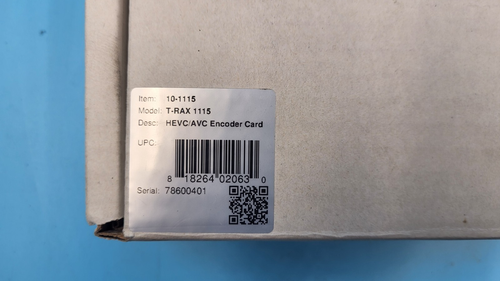 Item: 10-1115
Model: T-RAX 1115
Desc: HEVC/AVC Encoder Card
UPC:
8 18264 02063 0
Serial: 78600401